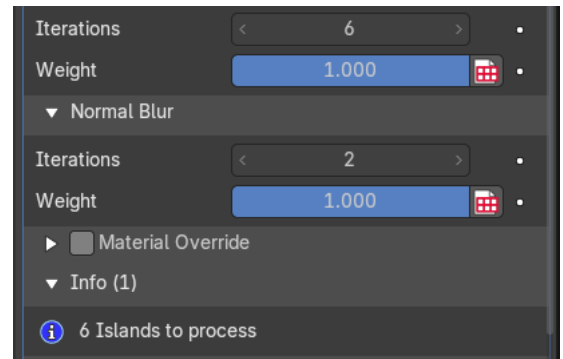 Iterations 6
Weight 1.000
Normal Blur
Iterations 2
Weight 1.000
Material Override
Info (1)
6 Islands to process